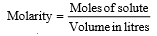 Molarity = Moles of solute
Volume in litres